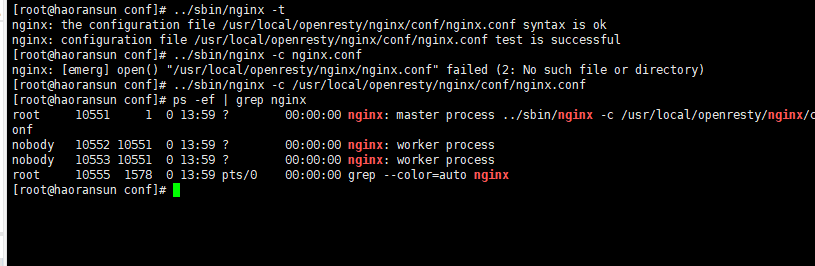 [root@haoransun conf]# ../sbin/nginx -t
nginx: the configuration file /usr/local/openresty/nginx/conf/nginx.conf syntax is ok
nginx: configuration file /usr/local/openresty/nginx/conf/nginx.conf test is successful
[root@haoransun conf]# ../sbin/nginx -c nginx.conf
nginx: [emerg] open() "/usr/local/openresty/nginx/nginx.conf" failed (2: No such file or directory)
[root@haoransun conf]# ../sbin/nginx -c /usr/local/openresty/nginx/conf/nginx.conf
[root@haoransun conf]# ps -ef | grep nginx
root     10551     1  0 13:59 ?        00:00:00 nginx: master process ../sbin/nginx -c /usr/local/openresty/nginx/c
onf
nobody   10552 10551  0 13:59 ?        00:00:00 nginx: worker process
nobody   10553 10551  0 13:59 ?        00:00:00 nginx: worker process
root     10555  1578  0 13:59 pts/0    00:00:00 grep --color=auto nginx
[root@haoransun conf]#